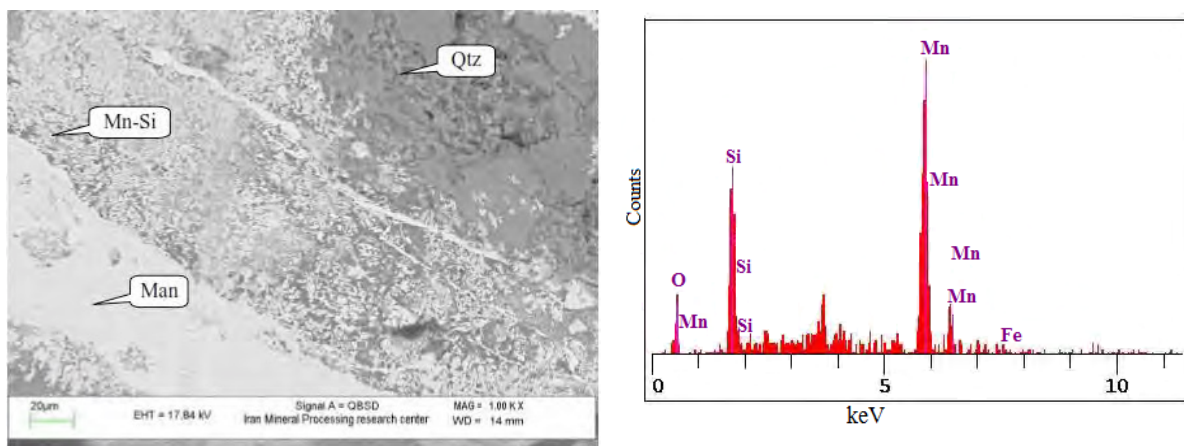 Qtz
Mn-Si
Man
20µm
EHT = 17.84 kV
Signal A = QBSD
Iran Mineral Processing research center
MAG = 1.00 K X
WD = 14 mm
Counts
Mn
Si
Mn
Mn
Si
O
Mn
Mn
Si
Fe
0 5 10
keV